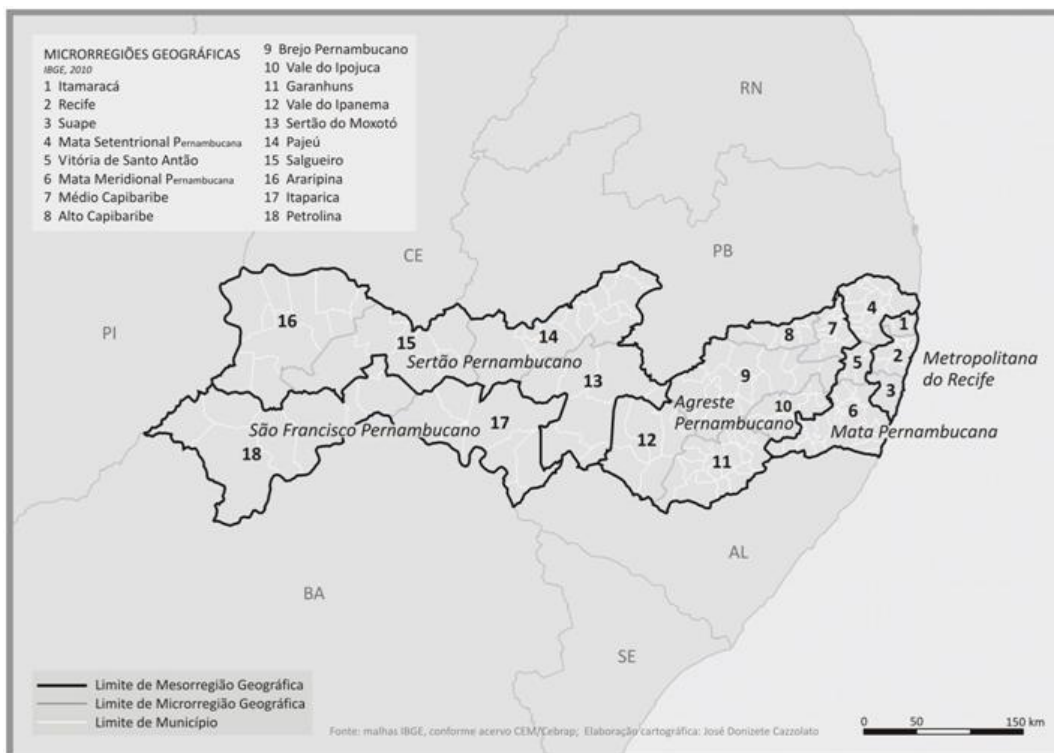 MICRORREGIÕES GEOGRÁFICAS
IBGE, 2010
1 Itamaracá
2 Recife
3 Suape
4 Mata Setentrional Pernambucana
5 Vitória de Santo Antão
6 Mata Meridional Pernambucana
7 Médio Capibaribe
8 Alto Capibaribe
9 Brejo Pernambucano
10 Vale do Ipojuca
11 Garanhuns
12 Vale do Ipanema
13 Sertão do Moxotó
14 Pajeú
15 Salgueiro
16 Araripina
17 Itaparica
18 Petrolina
RN
CE
PB
PI
16
15
14
Sertão Pernambucano
13
8
7
4
1
2
5
3
Metropolitana
do Recife
9
Agreste
Pernambucano
10
6
Mata Pernambucana
São Francisco Pernambucano
17
18
12
11
AL
BA
SE
Limite de Mesorregião Geográfica
Limite de Microrregião Geográfica
Limite de Município
Fonte: malhas IBGE, conforme acervo CEM/Cebrap; Elaboração cartográfica: José Donizete Cazzolato
0 50 150 km